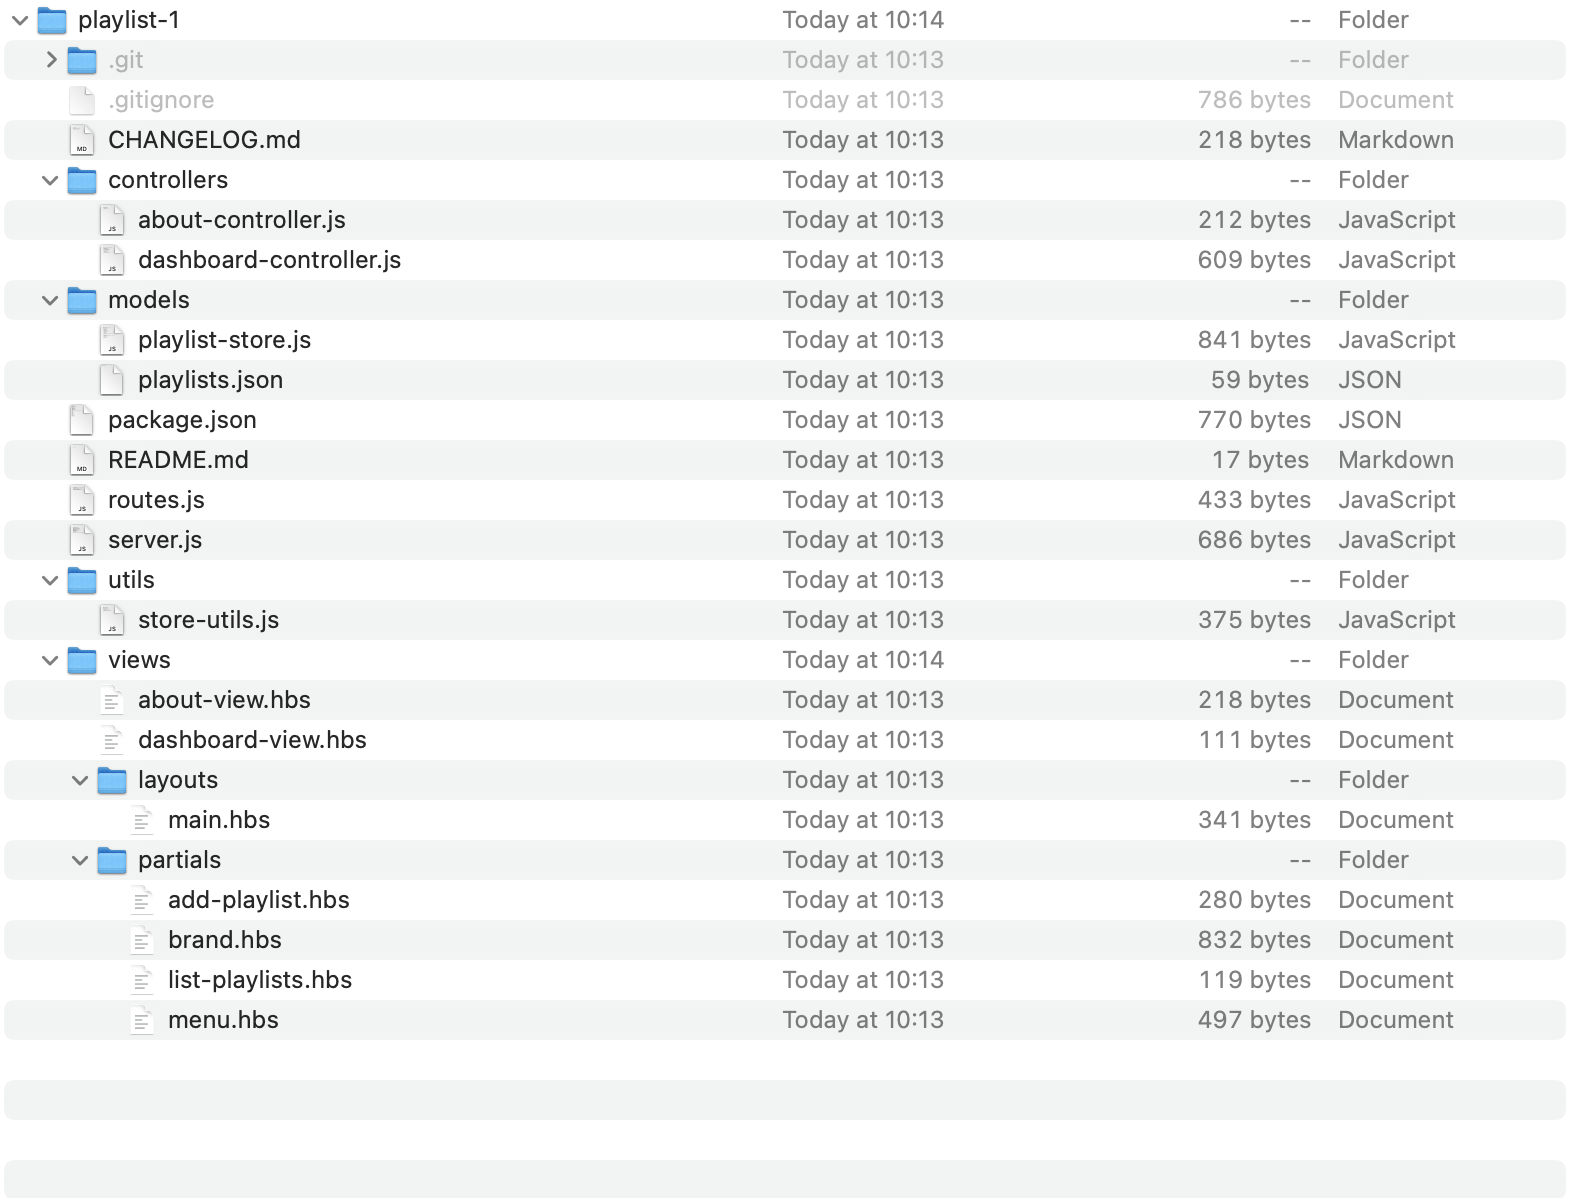 playlist-1 Today at 10:14 -- Folder
.git Today at 10:13 -- Folder
.gitignore Today at 10:13 786 bytes Document
CHANGELOG.md Today at 10:13 218 bytes Markdown
controllers Today at 10:13 -- Folder
about-controller.js Today at 10:13 212 bytes JavaScript
dashboard-controller.js Today at 10:13 609 bytes JavaScript
models Today at 10:13 -- Folder
playlist-store.js Today at 10:13 841 bytes JavaScript
playlists.json Today at 10:13 59 bytes JSON
package.json Today at 10:13 770 bytes JSON
README.md Today at 10:13 17 bytes Markdown
routes.js Today at 10:13 433 bytes JavaScript
server.js Today at 10:13 686 bytes JavaScript
utils Today at 10:13 -- Folder
store-utils.js Today at 10:13 375 bytes JavaScript
views Today at 10:14 -- Folder
about-view.hbs Today at 10:13 218 bytes Document
dashboard-view.hbs Today at 10:13 111 bytes Document
layouts Today at 10:13 -- Folder
main.hbs Today at 10:13 341 bytes Document
partials Today at 10:13 -- Folder
add-playlist.hbs Today at 10:13 280 bytes Document
brand.hbs Today at 10:13 832 bytes Document
list-playlists.hbs Today at 10:13 119 bytes Document
menu.hbs Today at 10:13 497 bytes Document